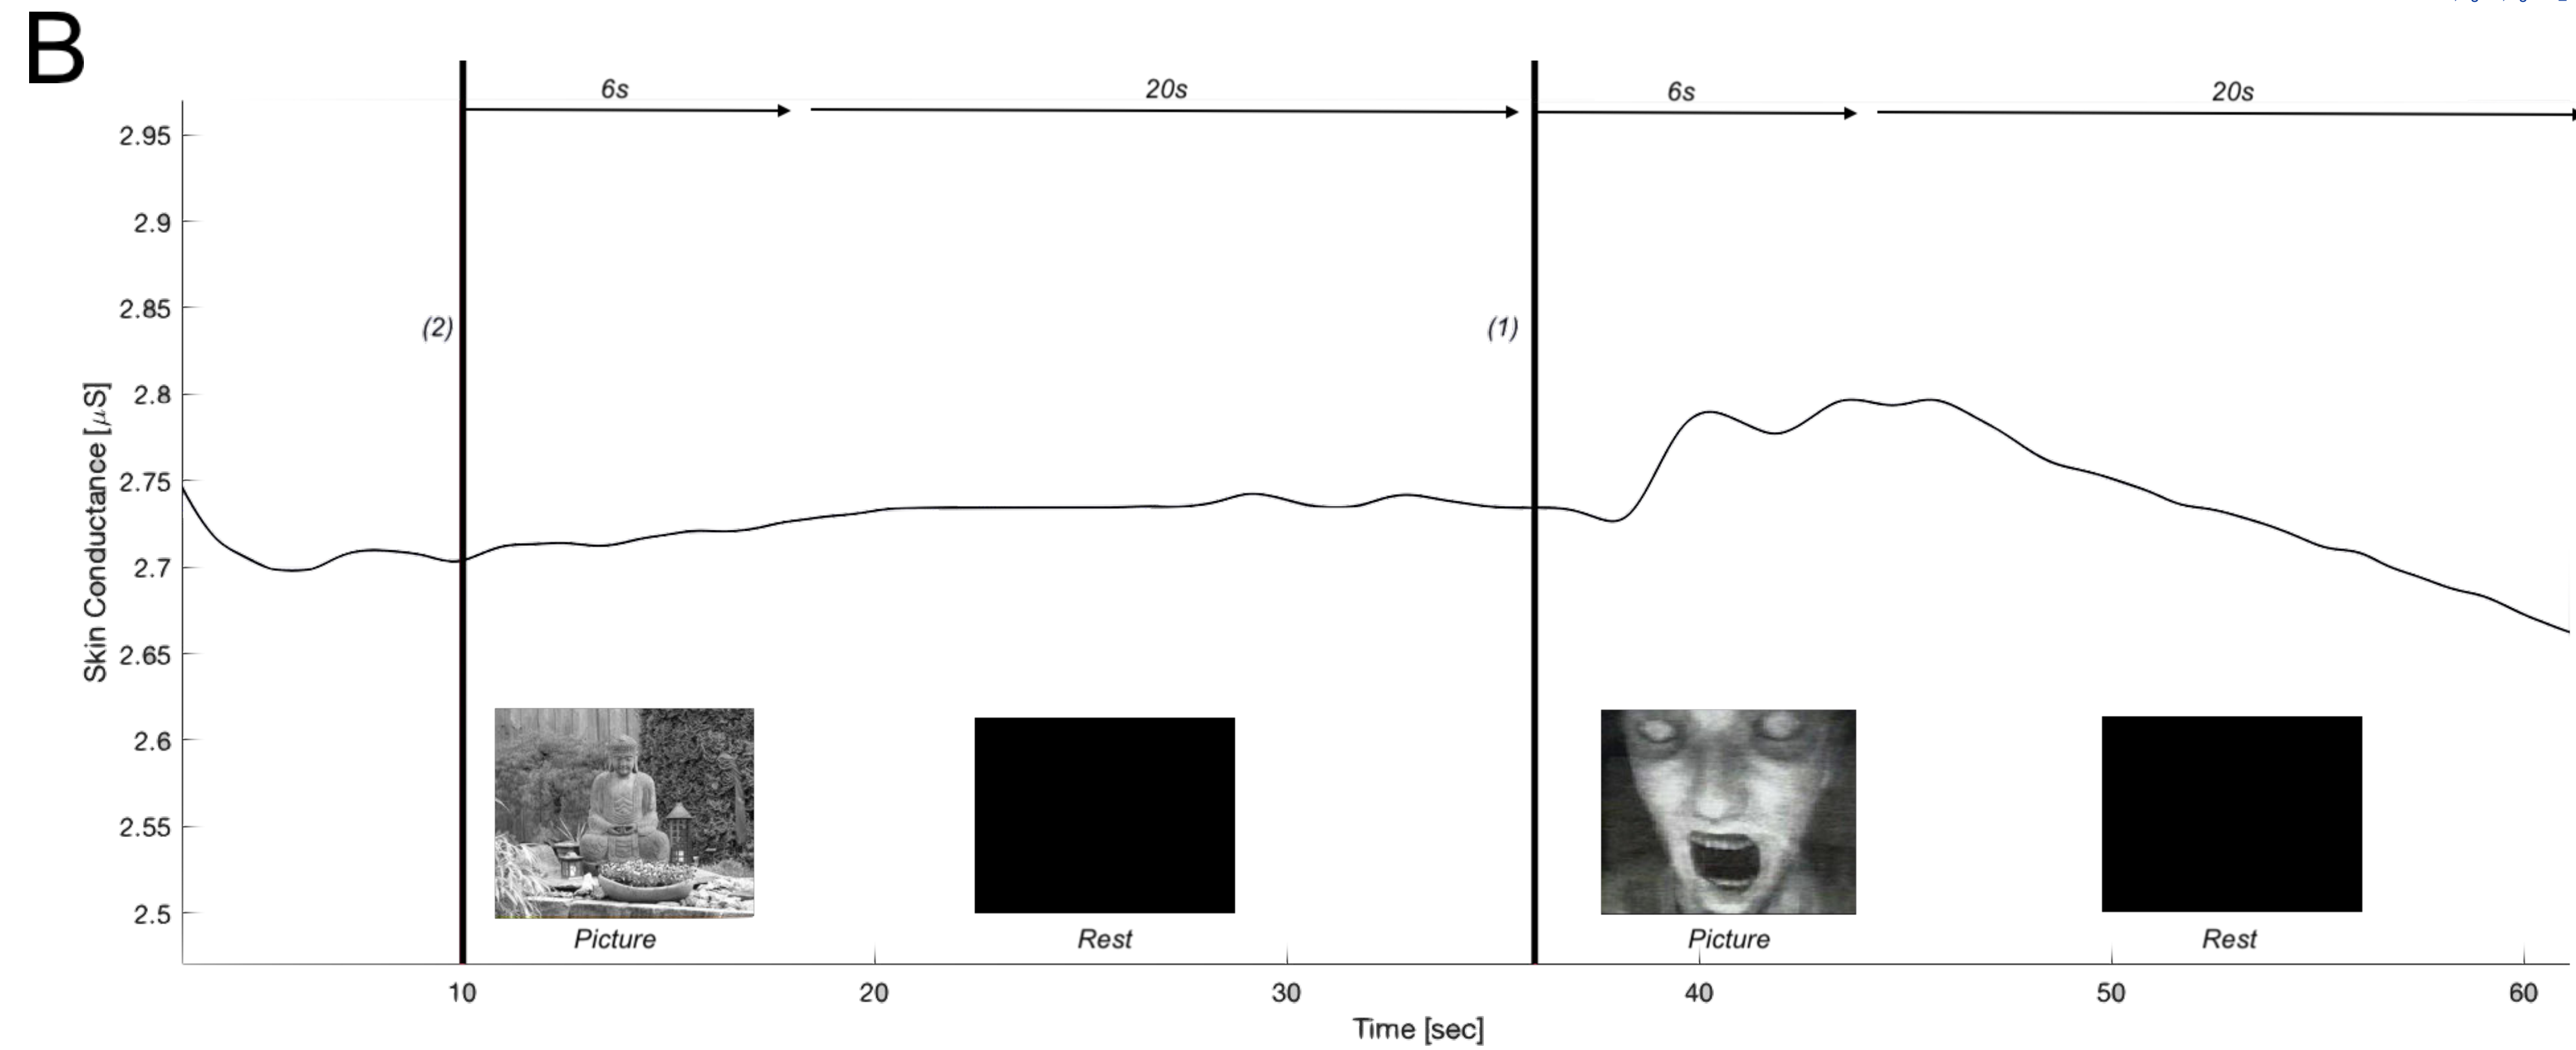 B
6s
20s
6s
20s
2.95
2.9
2.85
(2)
(1)
2.8
2.75
2.7
2.65
2.6
2.55
2.5
Skin Conductance [μS]
Picture
Rest
Picture
Rest
10
20
30
40
50
60
Time [sec]